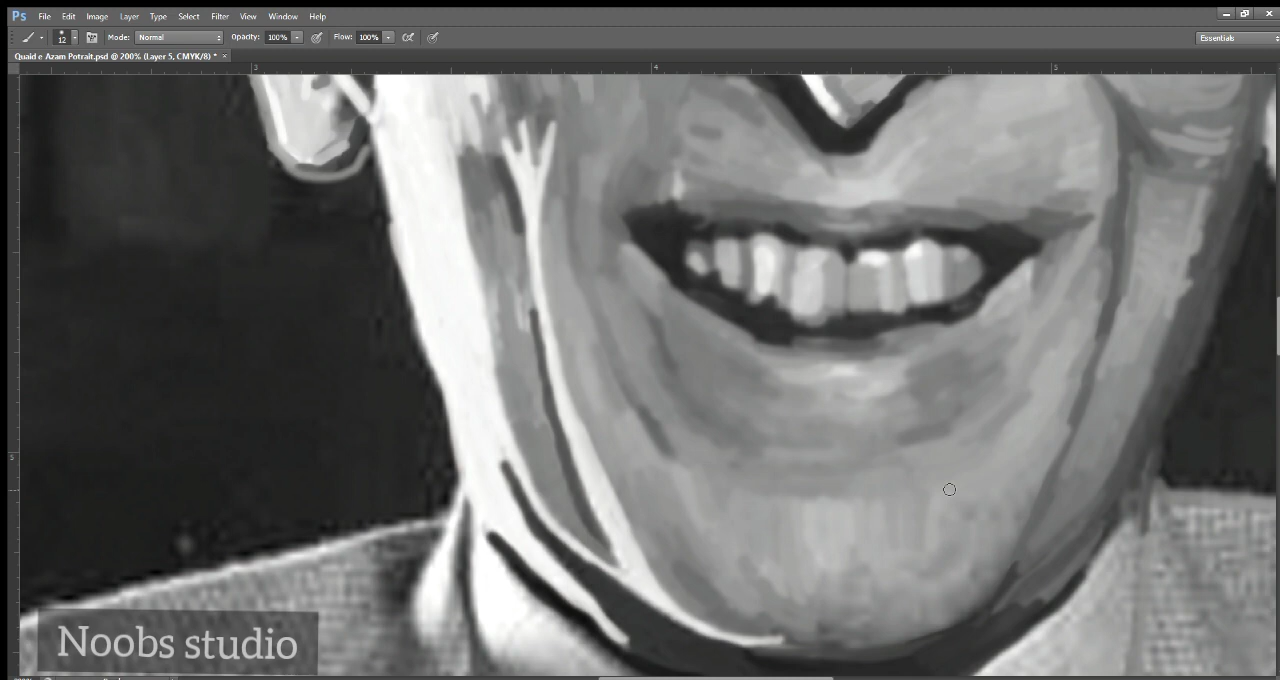 Ps File Edit Image Layer Type Select Filter View Window Help
12 Mode: Normal Opacity: 100% Flow: 100% Essentials
Quaid e Azam Potrait.psd @ 200% (Layer 5, CMYK/8) * ×
3 4 5
5
Noobs studio